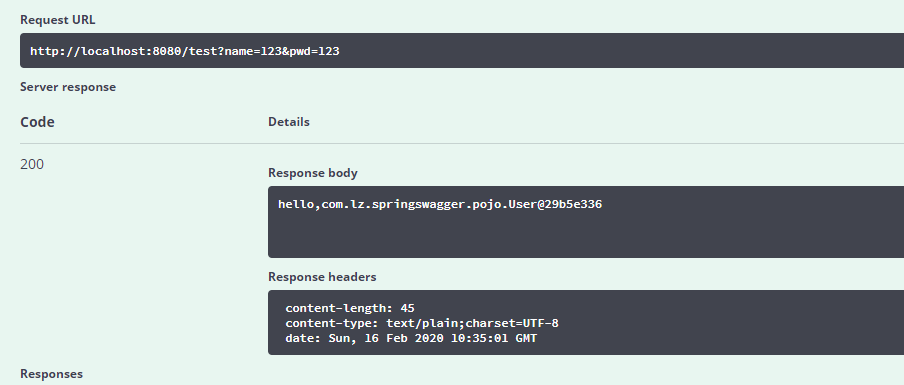 Request URL
http://localhost:8080/test?name=123&pwd=123
Server response
Code Details
200
Response body
hello,com.lz.springswagger.pojo.User@29b5e336
Response headers
content-length: 45
content-type: text/plain;charset=UTF-8
date: Sun, 16 Feb 2020 10:35:01 GMT
Responses